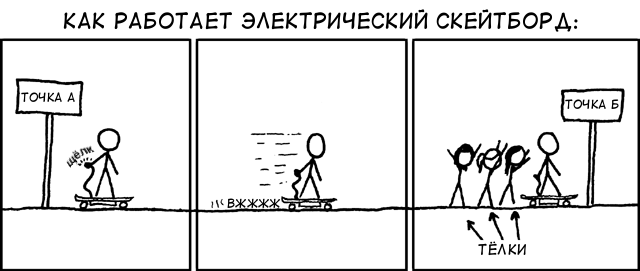 КАК РАБОТАЕТ ЭЛЕКТРИЧЕСКИЙ СКЕЙТБОРД:
ТОЧКА А
ЩЁЛК
ВЖЖЖЖ
ТОЧКА Б
ТЁЛКИ